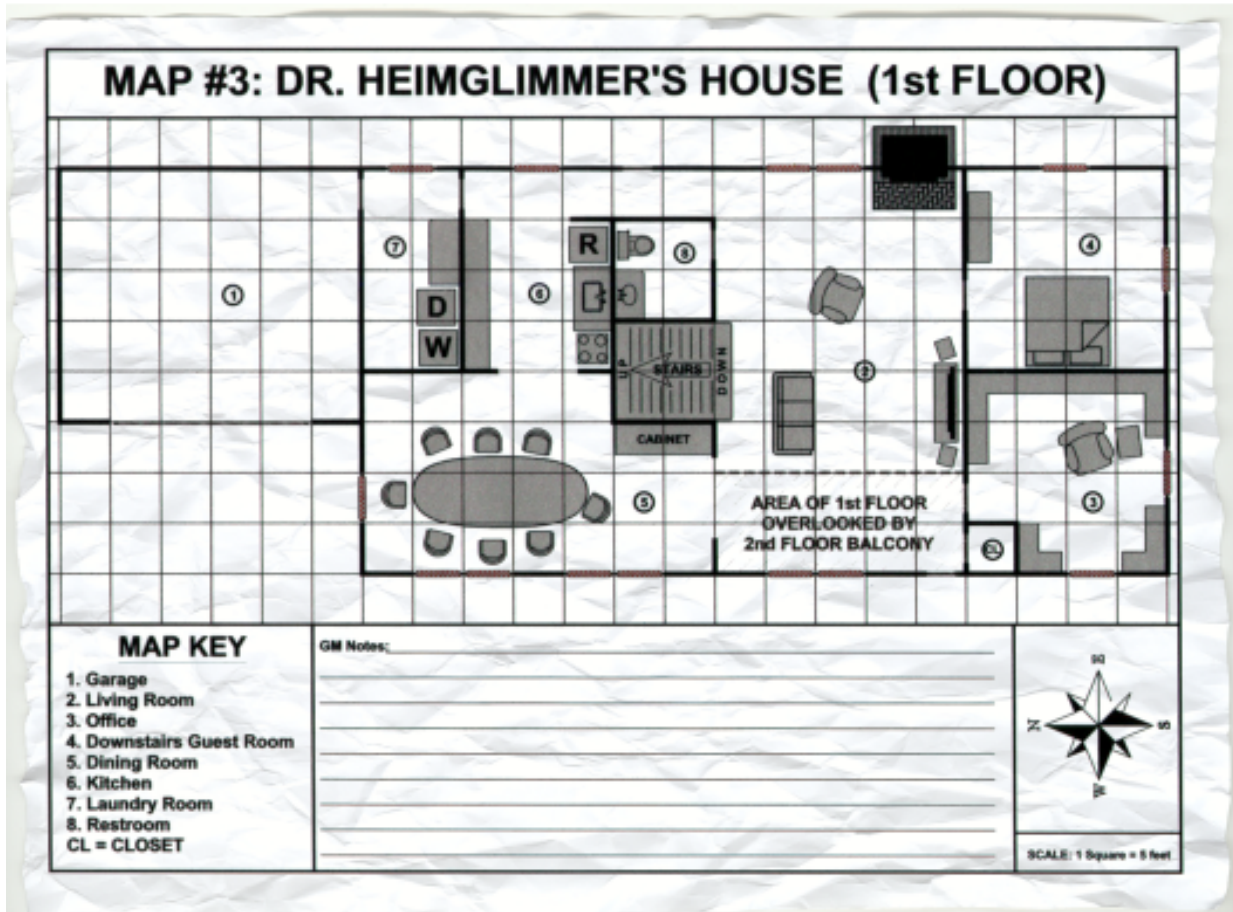 MAP #3: DR. HEIMGLIMMER'S HOUSE (1st FLOOR)
7
4
R
8
1
6
D
W
UP
STAIRS
DOWN
2
CABINET
5
AREA OF 1st FLOOR
OVERLOOKED BY
2nd FLOOR BALCONY
3
CL
MAP KEY
1. Garage
2. Living Room
3. Office
4. Downstairs Guest Room
5. Dining Room
6. Kitchen
7. Laundry Room
8. Restroom
CL = CLOSET
GM Notes:
E
N
S
W
SCALE: 1 Square = 5 feet